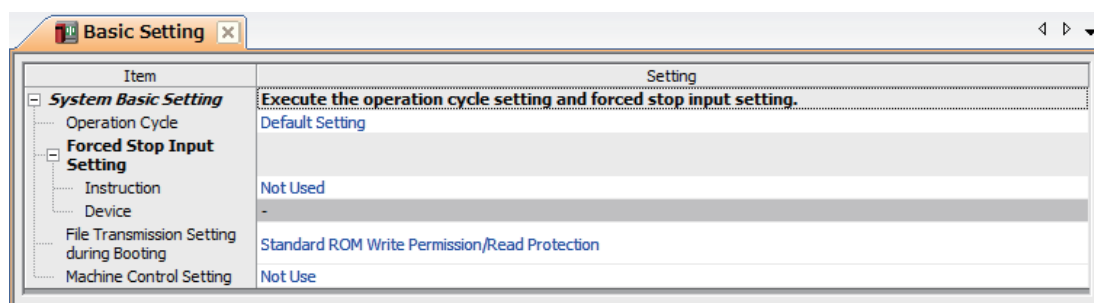 Basic Setting
Item Setting
System Basic Setting Execute the operation cycle setting and forced stop input setting.
Operation Cycle Default Setting
Forced Stop Input
Setting
Instruction Not Used
Device -
File Transmission Setting
during Booting Standard ROM Write Permission/Read Protection
Machine Control Setting Not Use